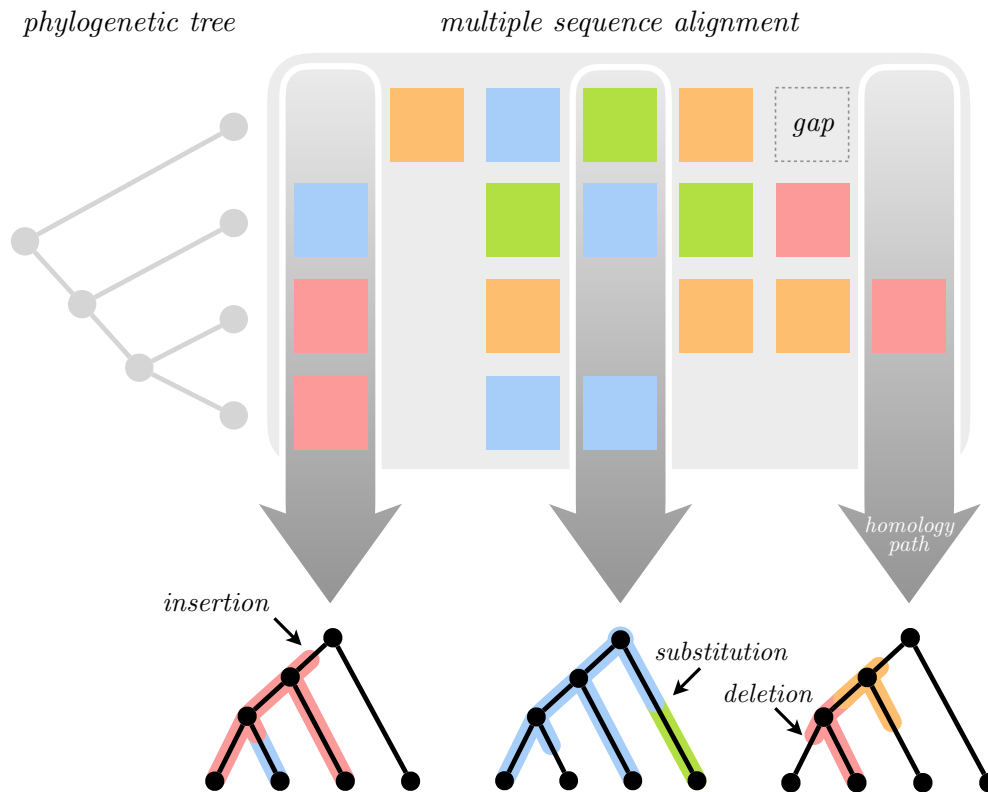 phylogenetic tree
multiple sequence alignment
gap
homology
path
insertion
substitution
deletion